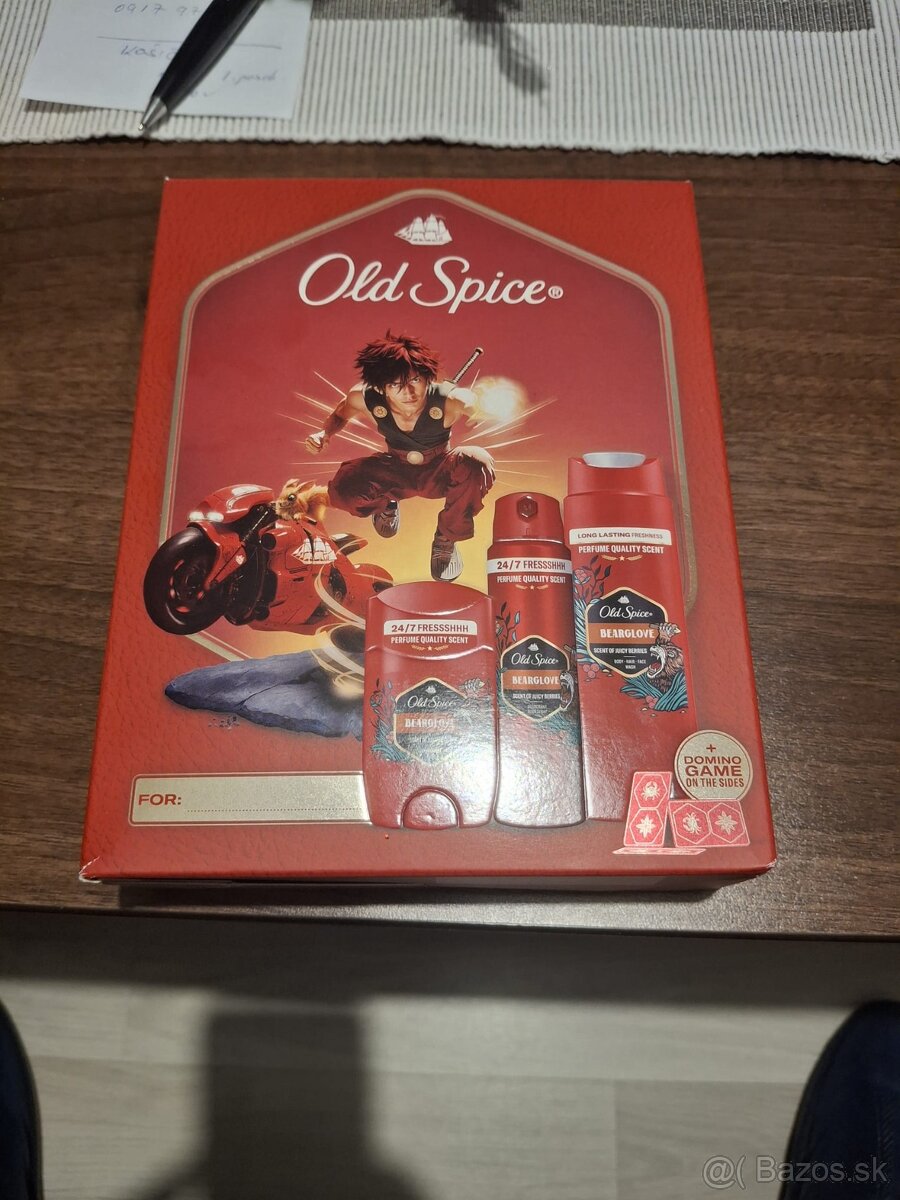 0917 97
Old Spice®
LONG LASTING FRESHNESS
PERFUME QUALITY SCENT
Old Spice
BEARGLOVE
SCENT OF JUICY BERRIES
BODY · HAIR · FACE
WASH
24/7 FRESSSHHH
PERFUME QUALITY SCENT
Old Spice
BEARGLOVE
SCENT OF JUICY BERRIES
24/7 FRESSSHHH
PERFUME QUALITY SCENT
Old Spice
BEARGLOVE
+
DOMINO
GAME
ON THE SIDES
FOR:
@( Bazos.sk